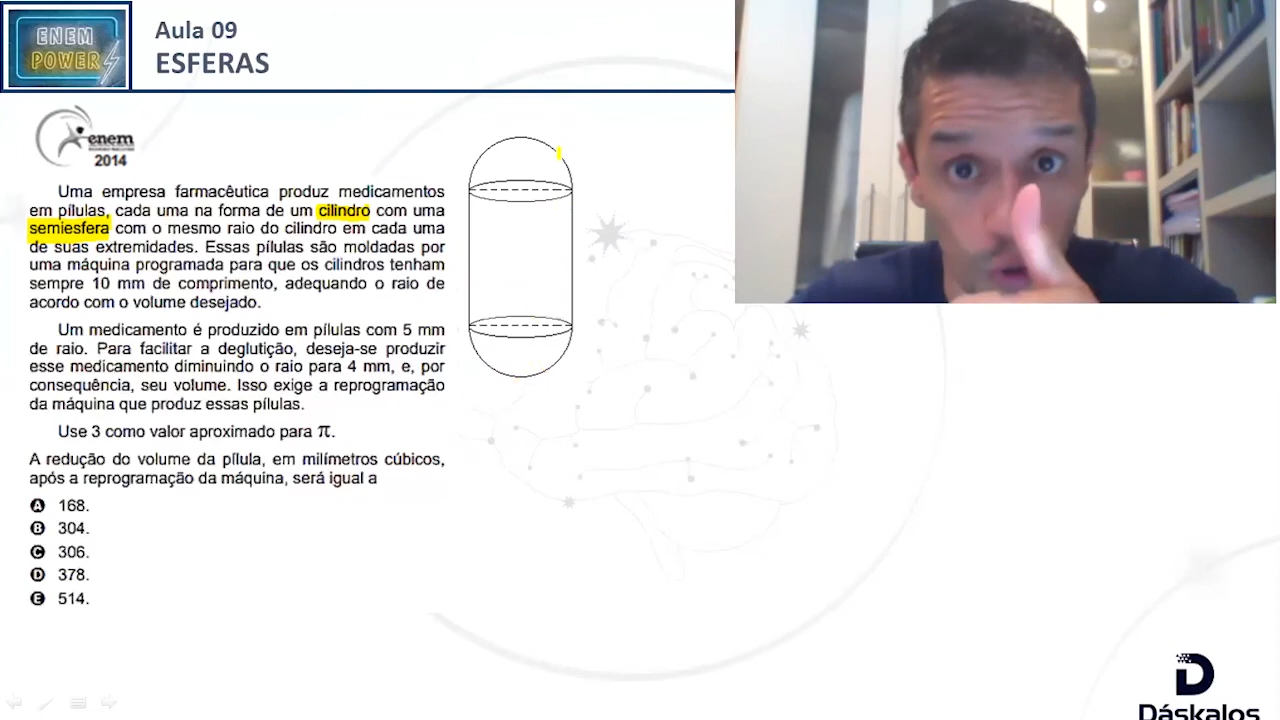 ENEM
POWER
Aula 09
ESFERAS
enem
2014
Uma empresa farmacêutica produz medicamentos
em pílulas, cada uma na forma de um cilindro com uma
semiesfera com o mesmo raio do cilindro em cada uma
de suas extremidades. Essas pílulas são moldadas por
uma máquina programada para que os cilindros tenham
sempre 10 mm de comprimento, adequando o raio de
acordo com o volume desejado.
Um medicamento é produzido em pílulas com 5 mm
de raio. Para facilitar a deglutição, deseja-se produzir
esse medicamento diminuindo o raio para 4 mm, e, por
consequência, seu volume. Isso exige a reprogramação
da máquina que produz essas pílulas.
Use 3 como valor aproximado para π.
A redução do volume da pílula, em milímetros cúbicos,
após a reprogramação da máquina, será igual a
A 168.
B 304.
C 306.
D 378.
E 514.
Dáskalos